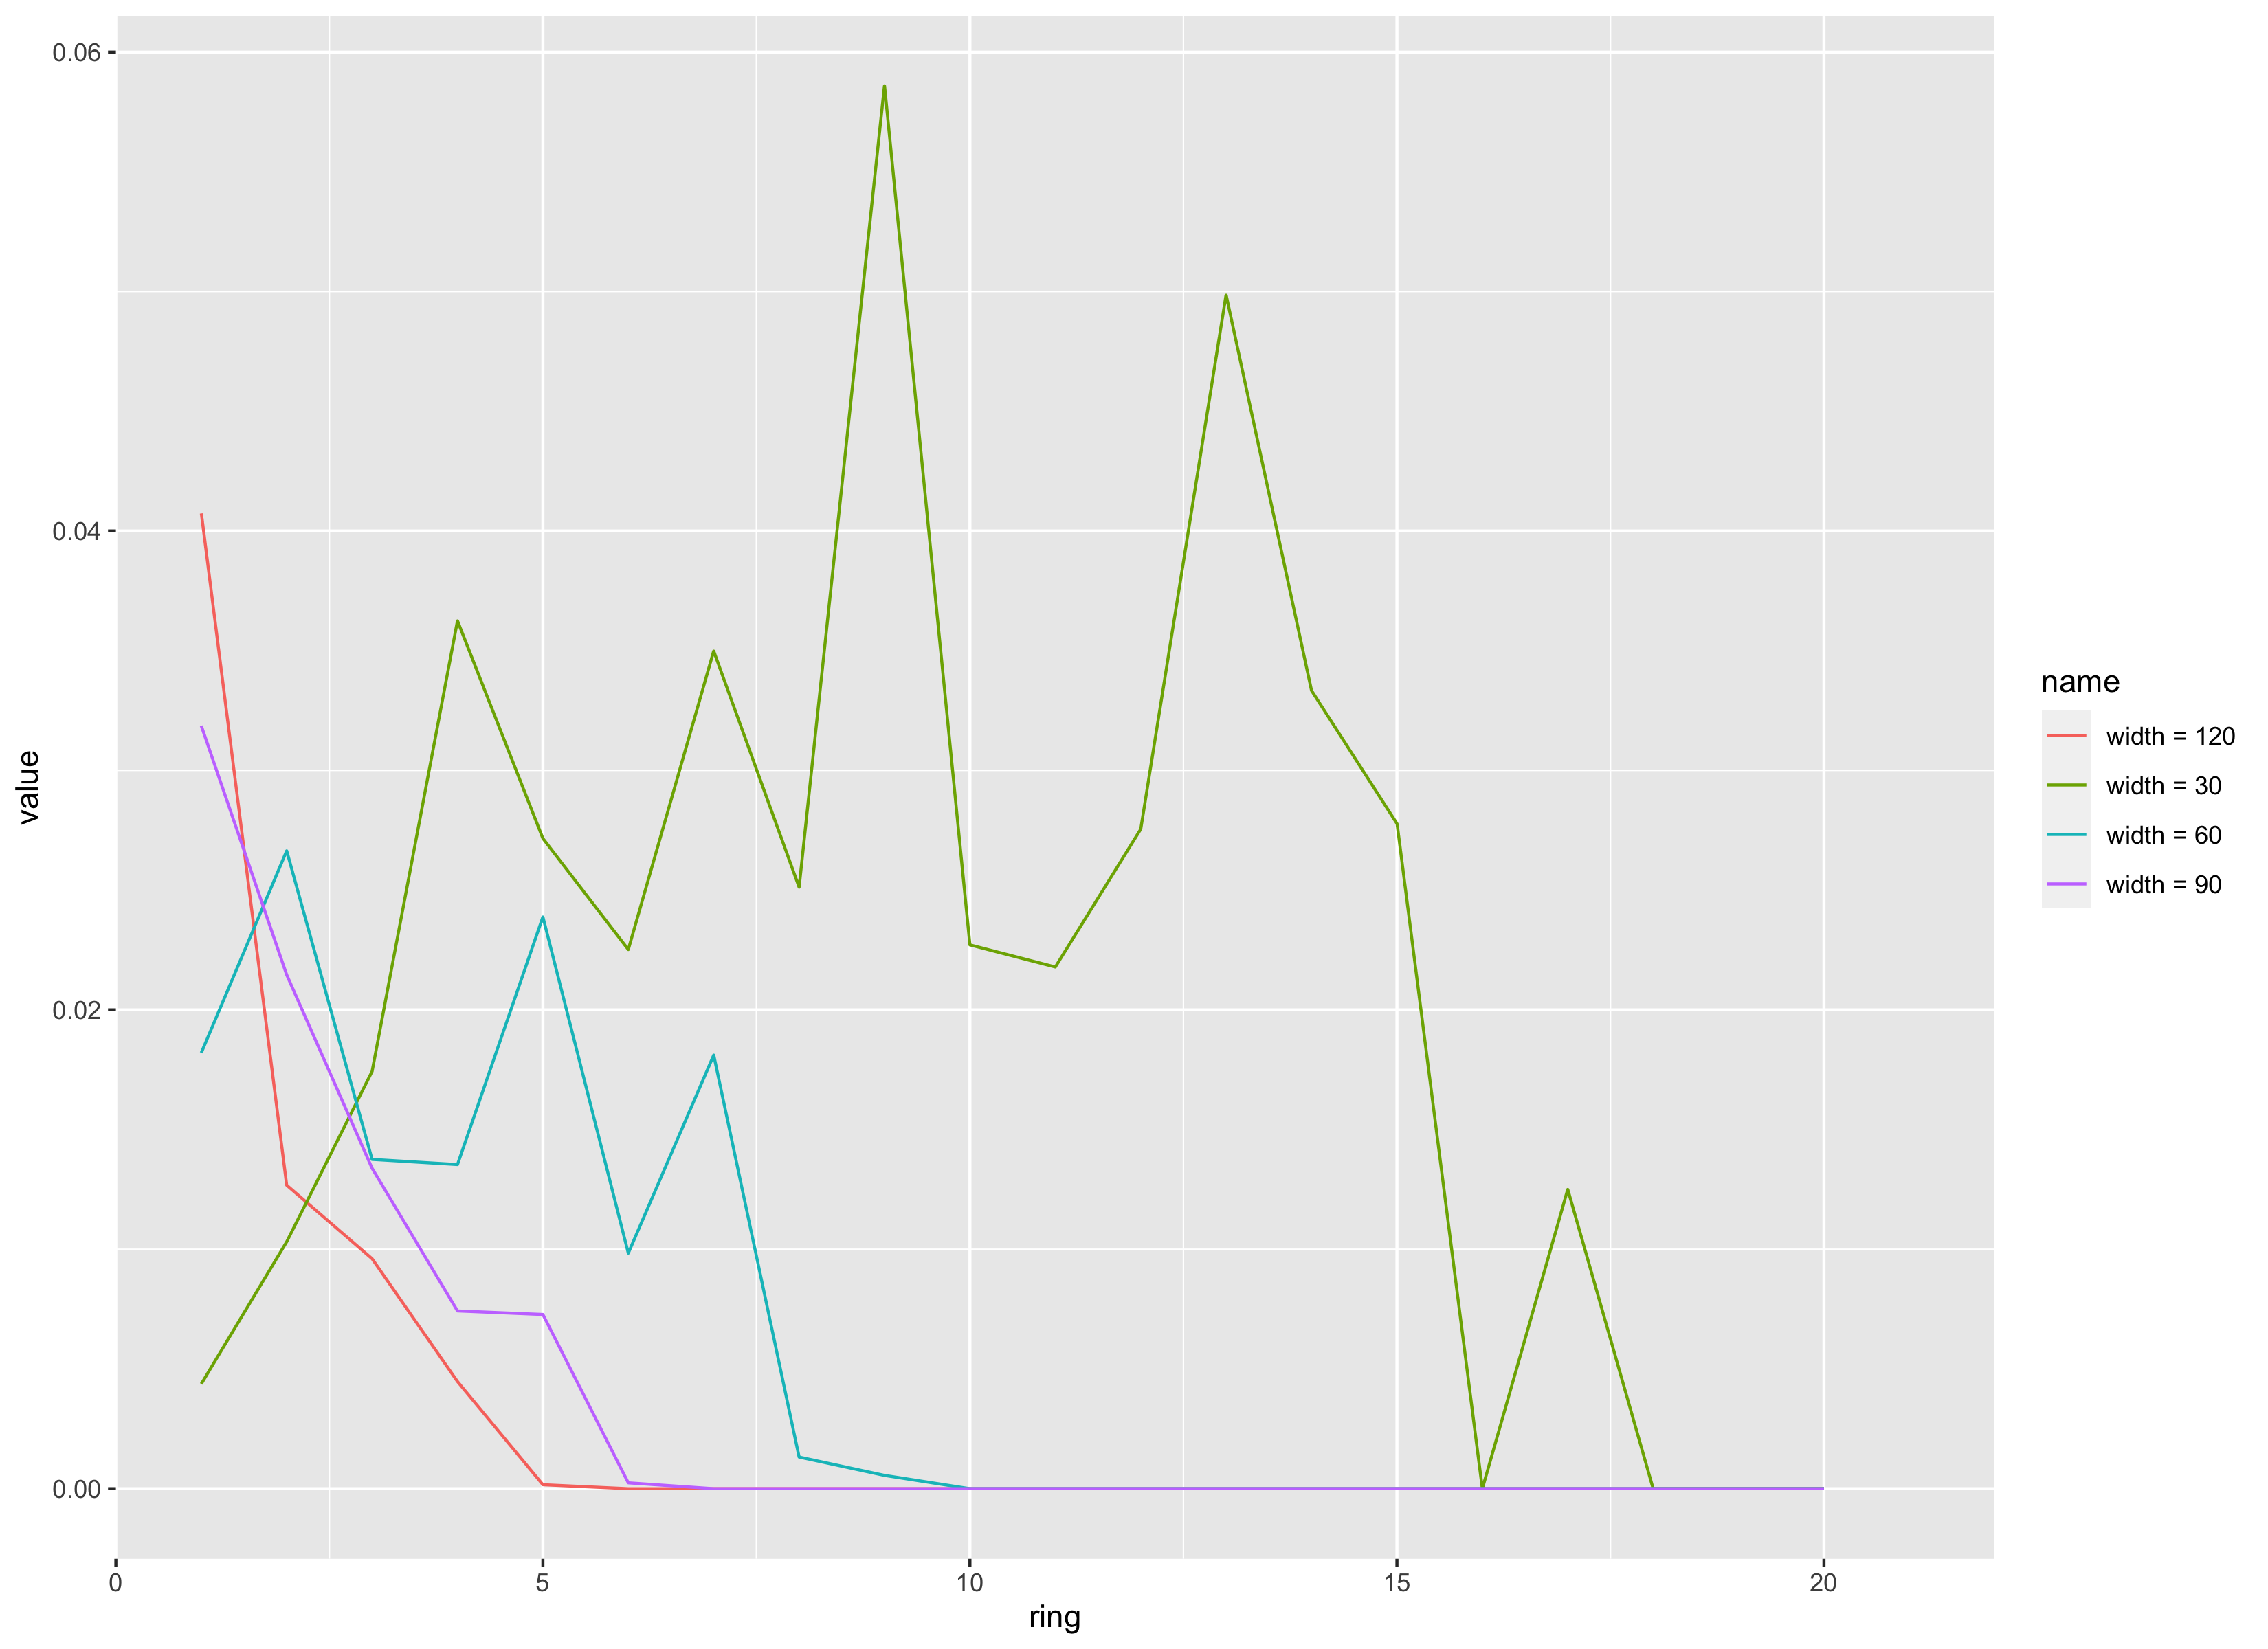 0.06
0.04
0.02
0.00
value
0
5
10
15
20
ring
name
width = 120
width = 30
width = 60
width = 90